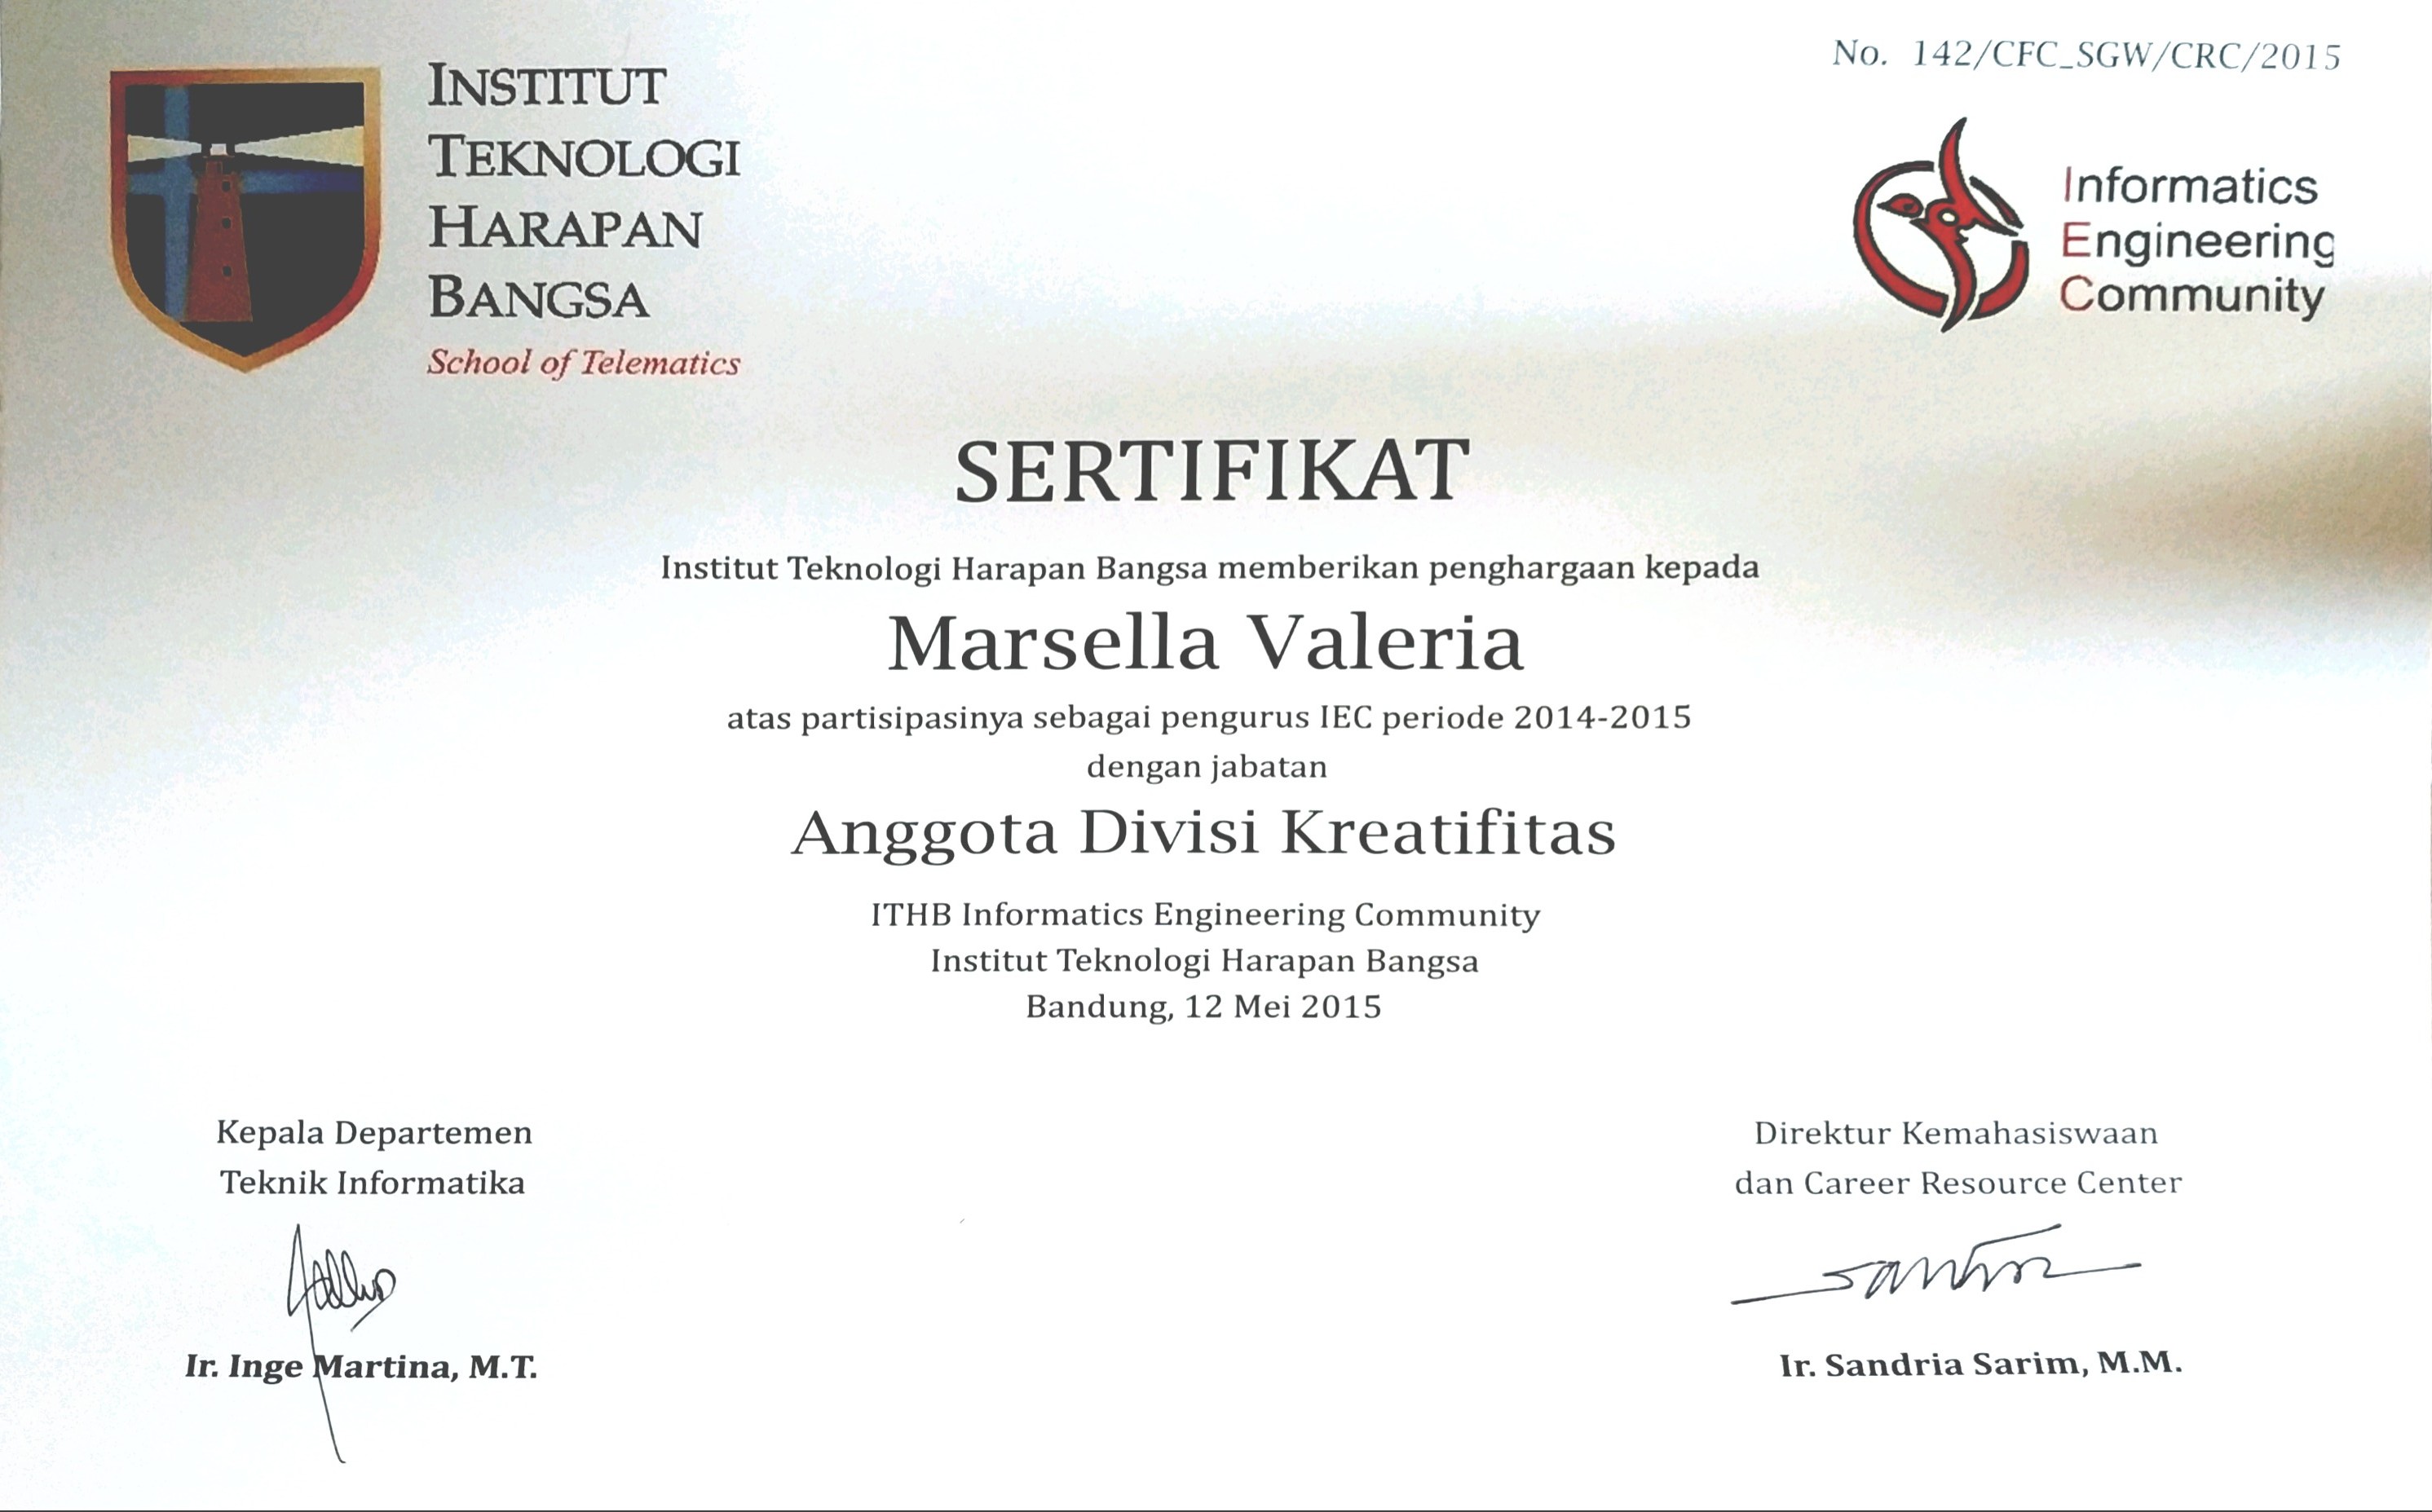 No. 142/CFC_SGW/CRC/2015
INSTITUT
TEKNOLOGI
HARAPAN
BANGSA
School of Telematics
Informatics
Engineering
Community
SERTIFIKAT
Institut Teknologi Harapan Bangsa memberikan penghargaan kepada
Marsella Valeria
atas partisipasinya sebagai pengurus IEC periode 2014-2015
dengan jabatan
Anggota Divisi Kreatifitas
ITHB Informatics Engineering Community
Institut Teknologi Harapan Bangsa
Bandung, 12 Mei 2015
Kepala Departemen
Teknik Informatika
Ir. Inge Martina, M.T.
Direktur Kemahasiswaan
dan Career Resource Center
Ir. Sandria Sarim, M.M.